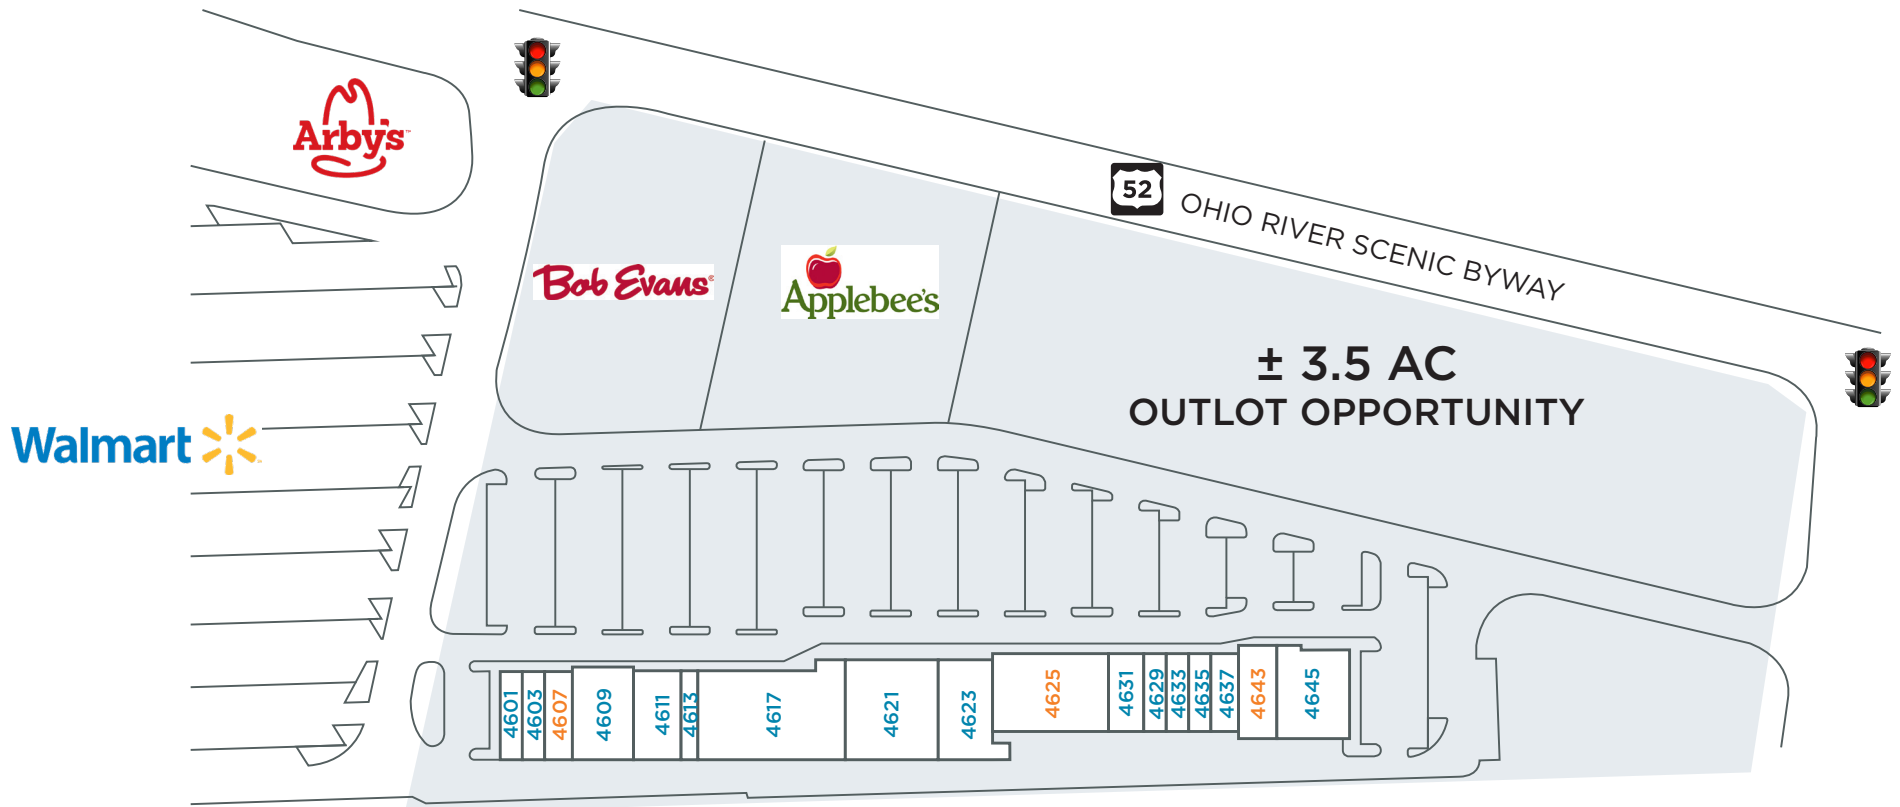 Arby's™
52
OHIO RIVER SCENIC BYWAY
Bob Evans®
Applebee's
± 3.5 AC
OUTLOT OPPORTUNITY
Walmart
4601
4603
4607
4609
4611
4613
4617
4621
4623
4625
4631
4629
4633
4635
4637
4643
4645